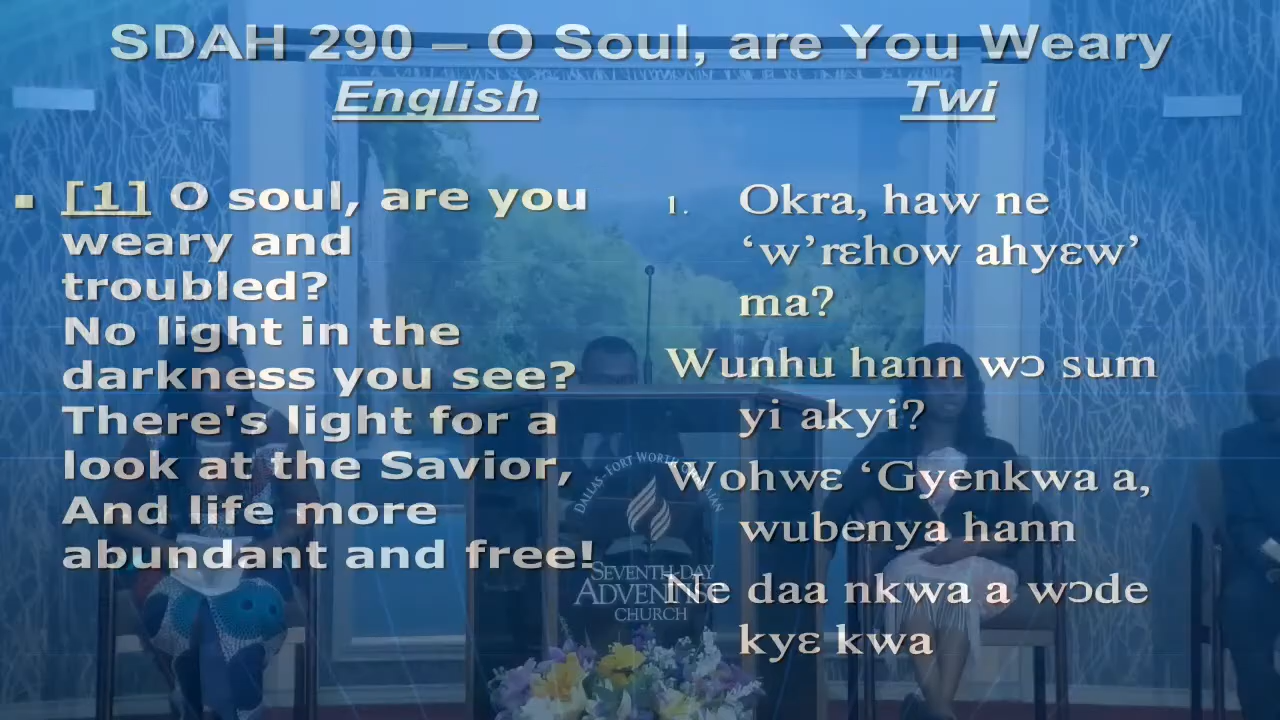 SDAH 290 – O Soul, are You Weary
English
Twi
[1] O soul, are you
weary and
troubled?
No light in the
darkness you see?
There's light for a
look at the Savior,
And life more
abundant and free!
1. Okra, haw ne
‘w’rɛhow ahyɛw’
ma?
Wunhu hann wɔ sum
yi akyi?
Wohwɛ ‘Gyenkwa a,
wubenya hann
Ne daa nkwa a wɔde
kyɛ kwa
DALLAS-FORT WORTH
SEVENTH-DAY
ADVENTIST
CHURCH